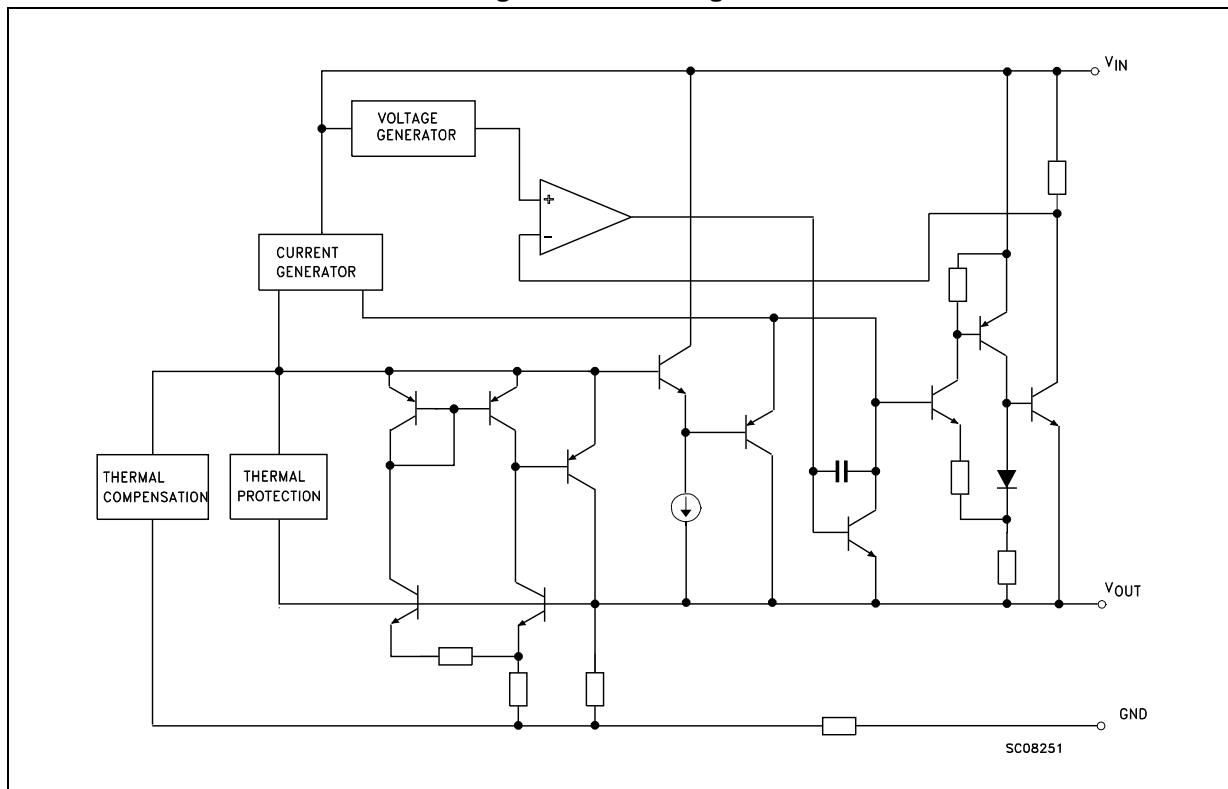 VIN
VOLTAGE
GENERATOR
+
-
CURRENT
GENERATOR
THERMAL
COMPENSATION
THERMAL
PROTECTION
VOUT
GND
SC08251